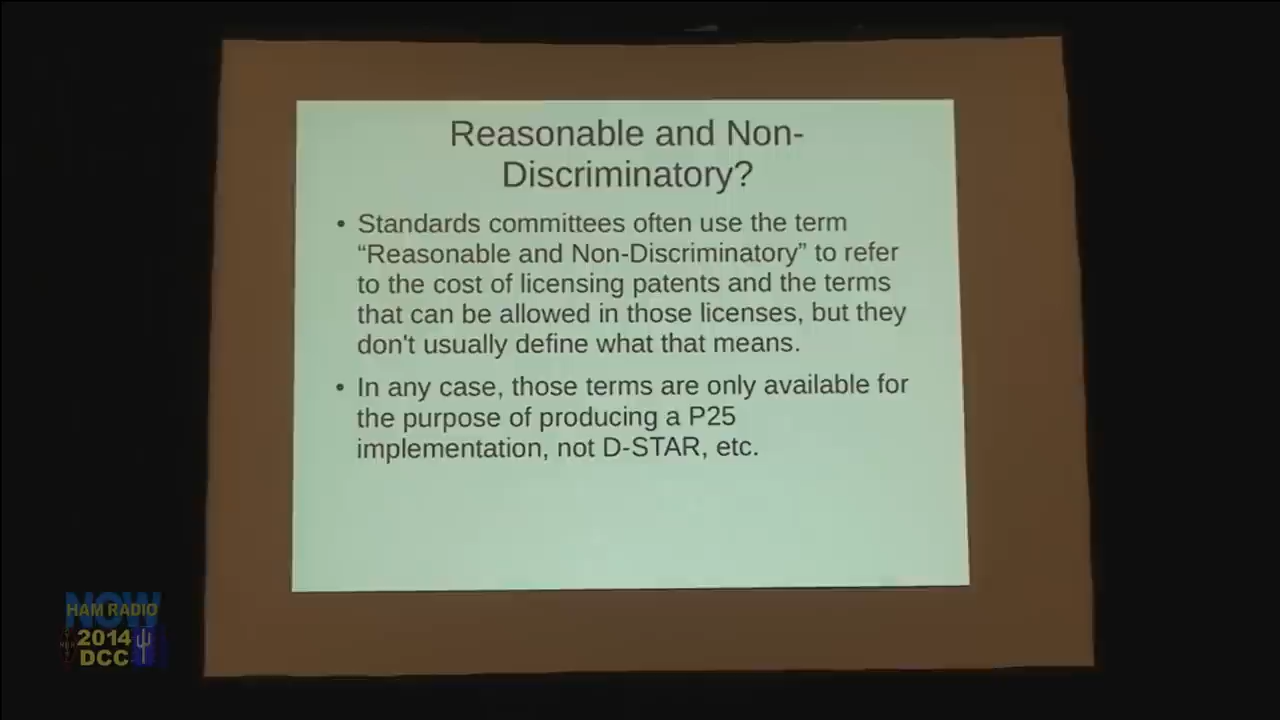 Reasonable and Non-
Discriminatory?
• Standards committees often use the term
“Reasonable and Non-Discriminatory” to refer
to the cost of licensing patents and the terms
that can be allowed in those licenses, but they
don't usually define what that means.
• In any case, those terms are only available for
the purpose of producing a P25
implementation, not D-STAR, etc.
NOW
HAM RADIO
2014
DCC